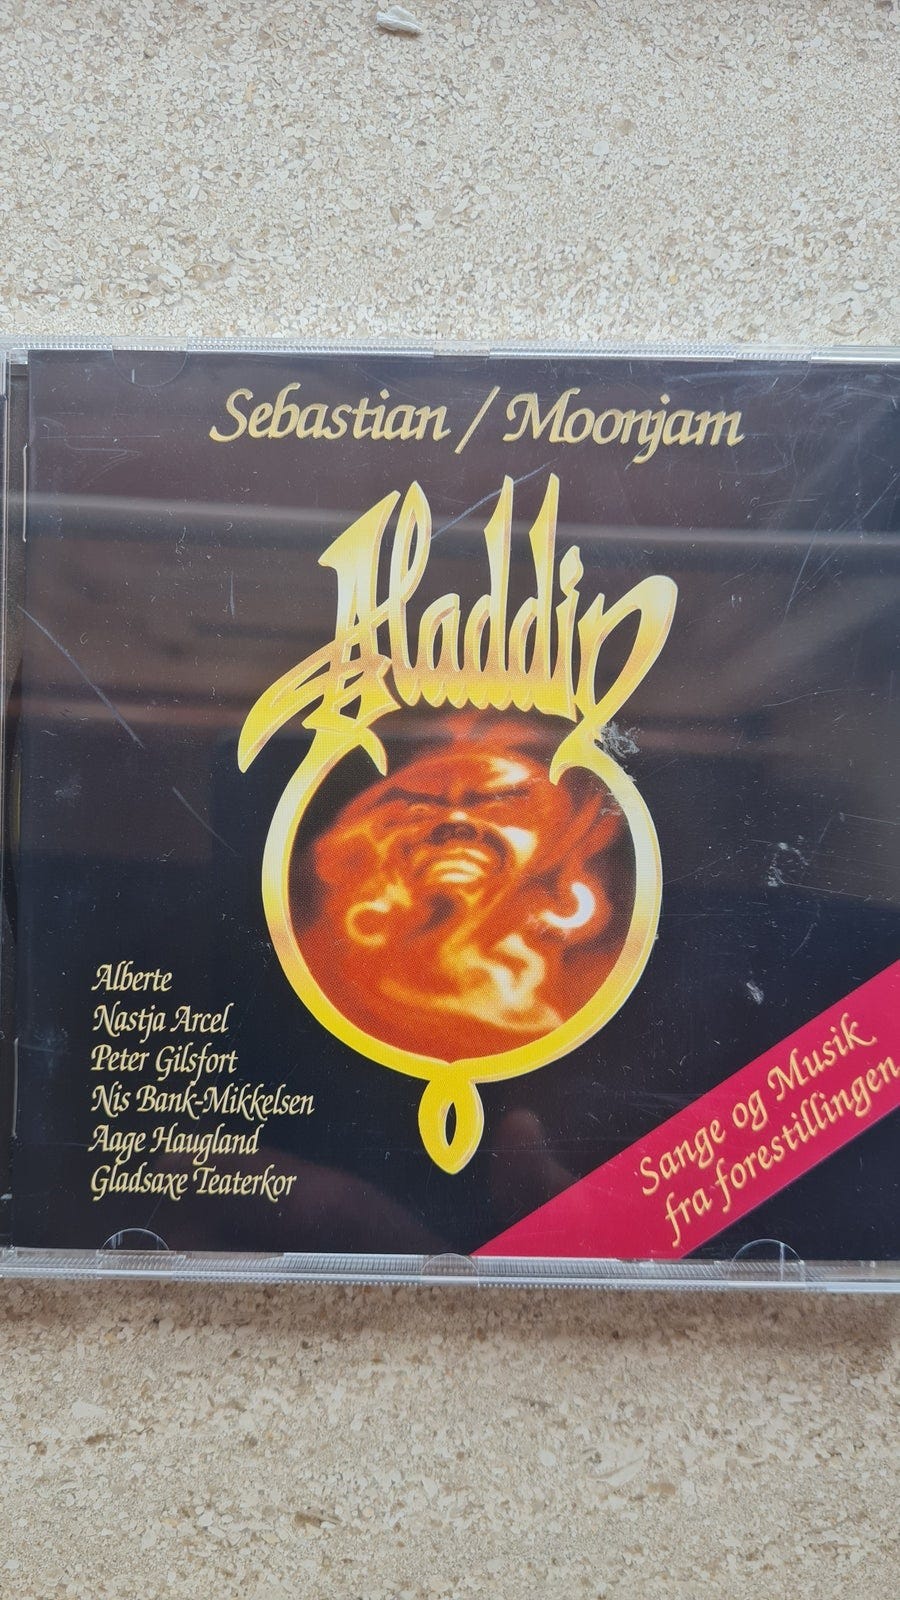 Sebastian / Moonjam
Aladdin
Alberte
Nastja Arcel
Peter Gilsfort
Nis Bank-Mikkelsen
Aage Haugland
Gladsaxe Teaterkor
Sange og Musik
fra forestillingen